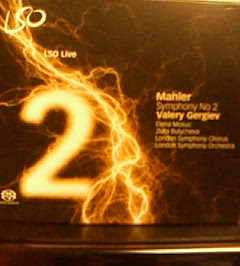 LSO
LSO Live
2
Mahler
Symphony No 2
Valery Gergiev
Elena Mosuc
Zlata Bulycheva
London Symphony Chorus
London Symphony Orchestra